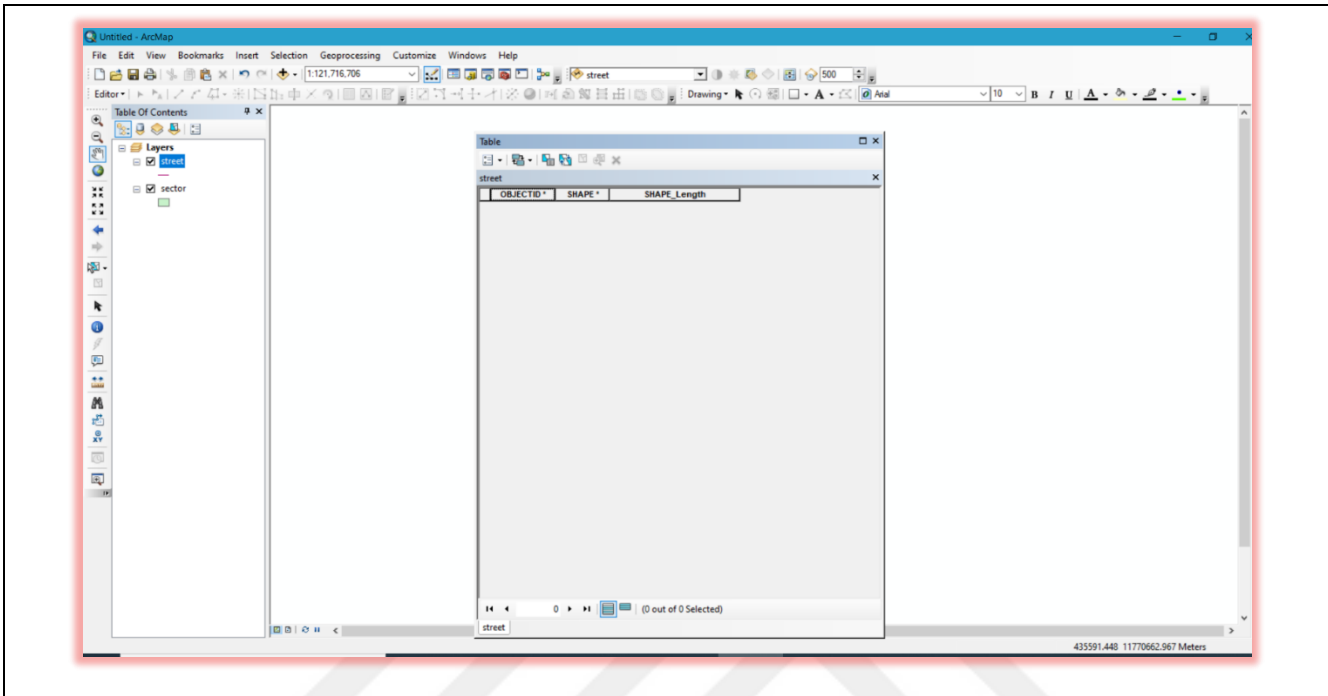 Untitled - ArcMap
File Edit View Bookmarks Insert Selection Geoprocessing Customize Windows Help
1:121,716,706 street 500
Editor Drawing A Arial 10 B I U A
Table Of Contents
Layers
street
sector
Table
street
OBJECTID * SHAPE * SHAPE_Length
0 (0 out of 0 Selected)
street
435591.448 11770662.967 Meters